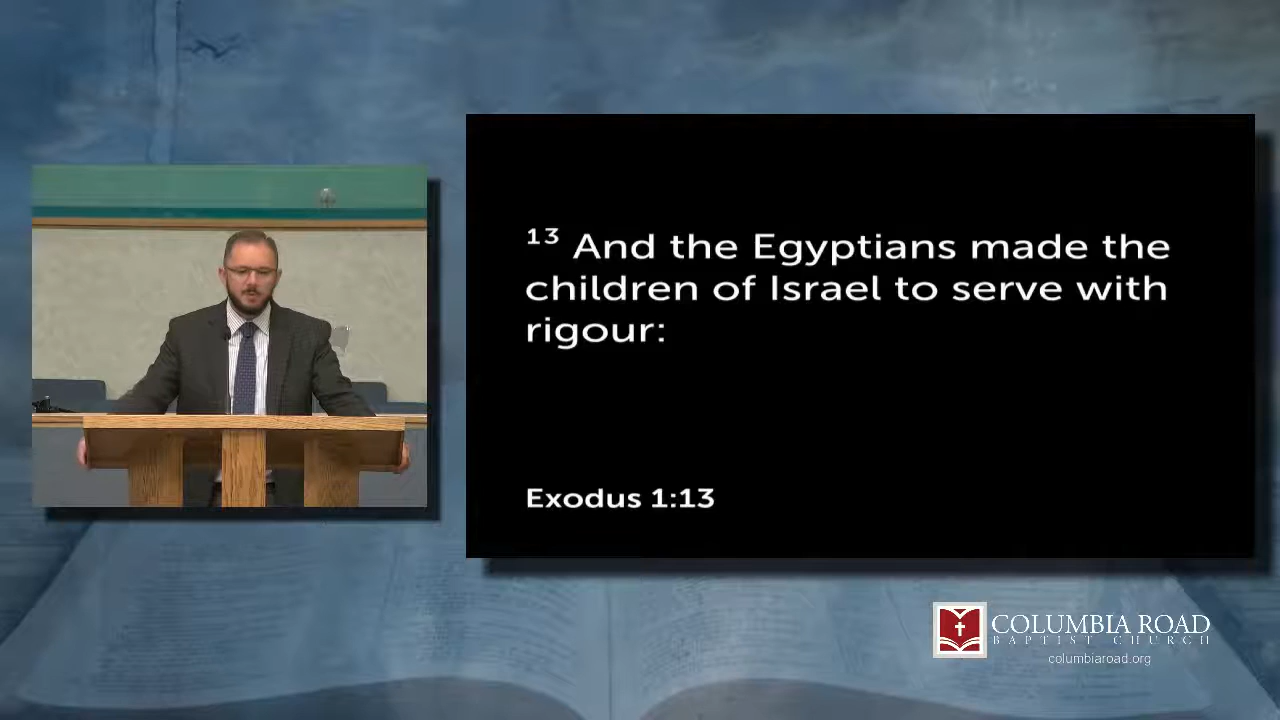 13 And the Egyptians made the
children of Israel to serve with
rigour:
Exodus 1:13
COLUMBIA ROAD
BAPTIST CHURCH
columbiaroad.org